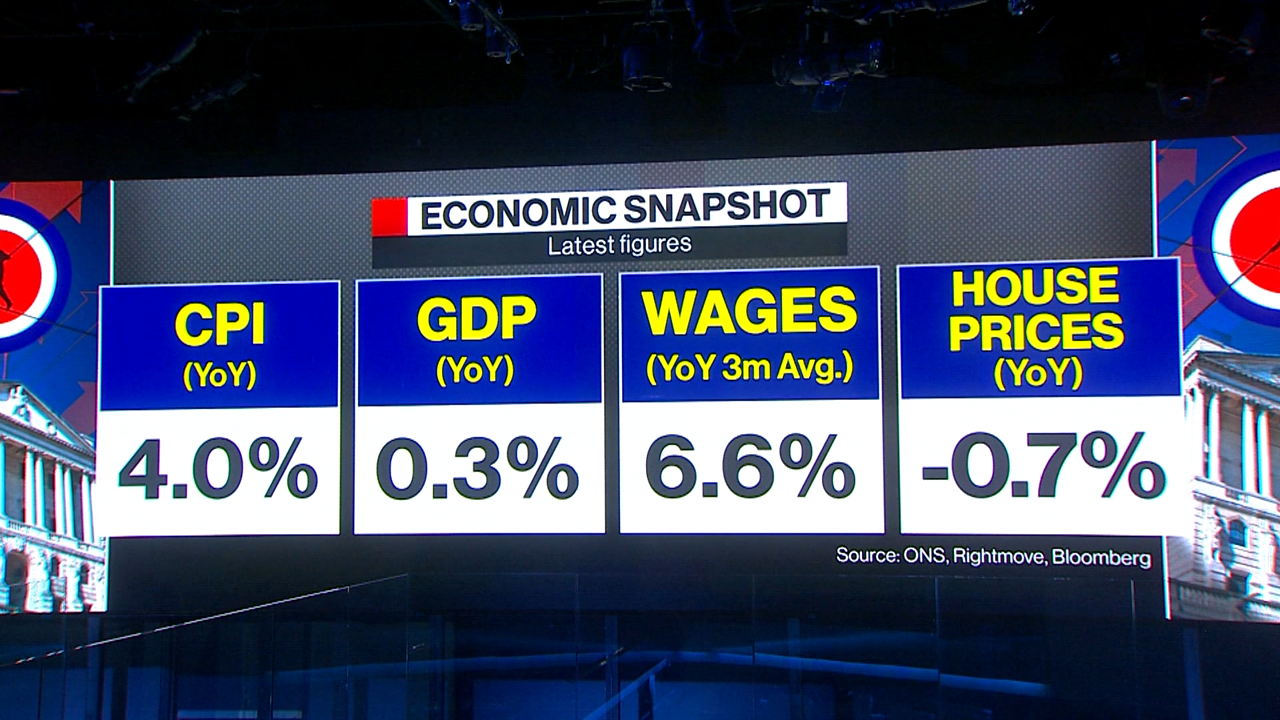 ECONOMIC SNAPSHOT
Latest figures
CPI
(YoY)
4.0%
GDP
(YoY)
0.3%
WAGES
(YoY 3m Avg.)
6.6%
HOUSE
PRICES
(YoY)
-0.7%
Source: ONS, Rightmove, Bloomberg